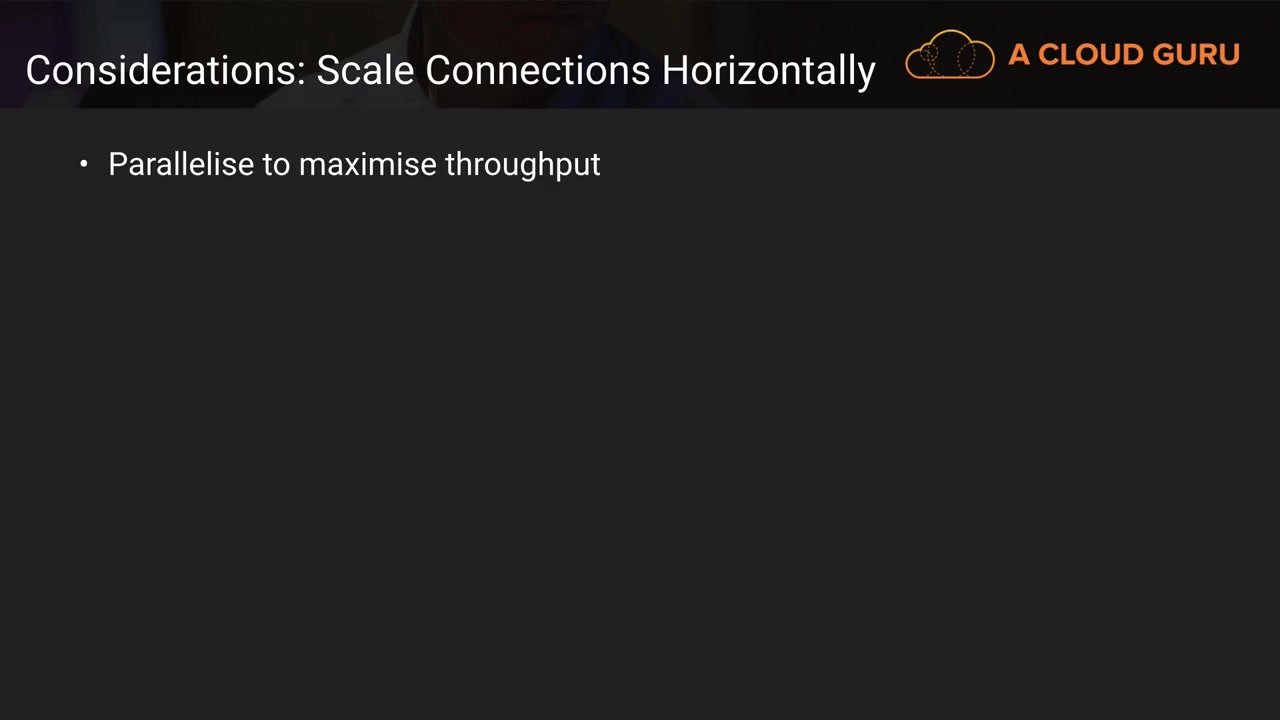 Considerations: Scale Connections Horizontally
A CLOUD GURU
• Parallelise to maximise throughput